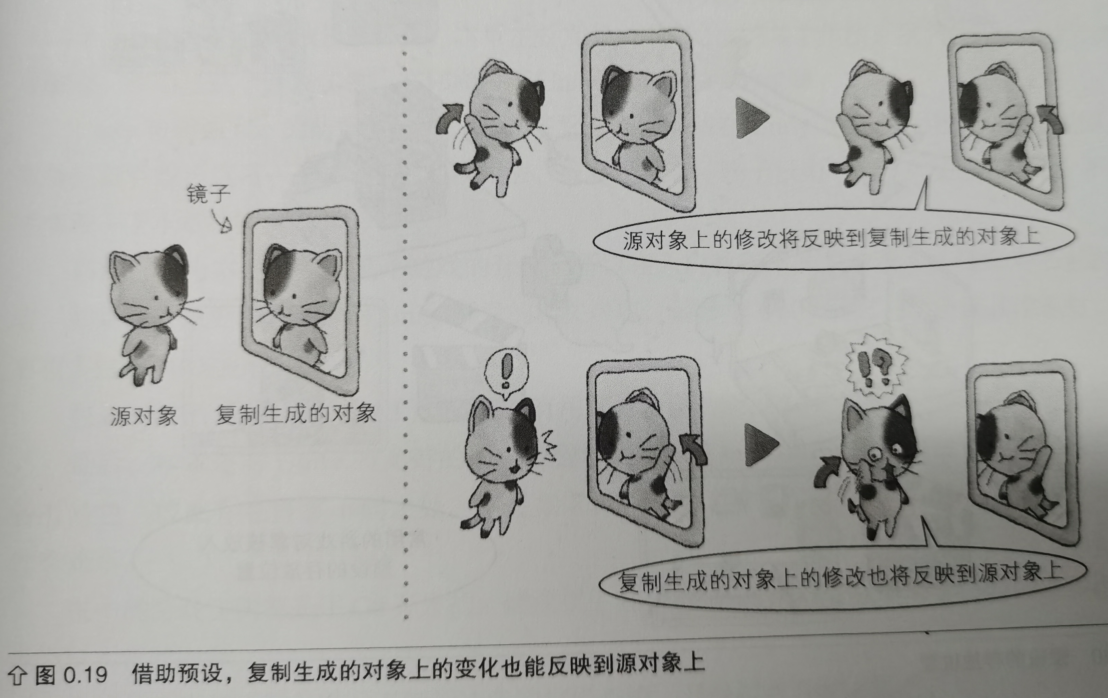 镜子
源对象
复制生成的对象
源对象上的修改将反映到复制生成的对象上
!
!?
复制生成的对象上的修改也将反映到源对象上
图 0.19 借助预设，复制生成的对象上的变化也能反映到源对象上